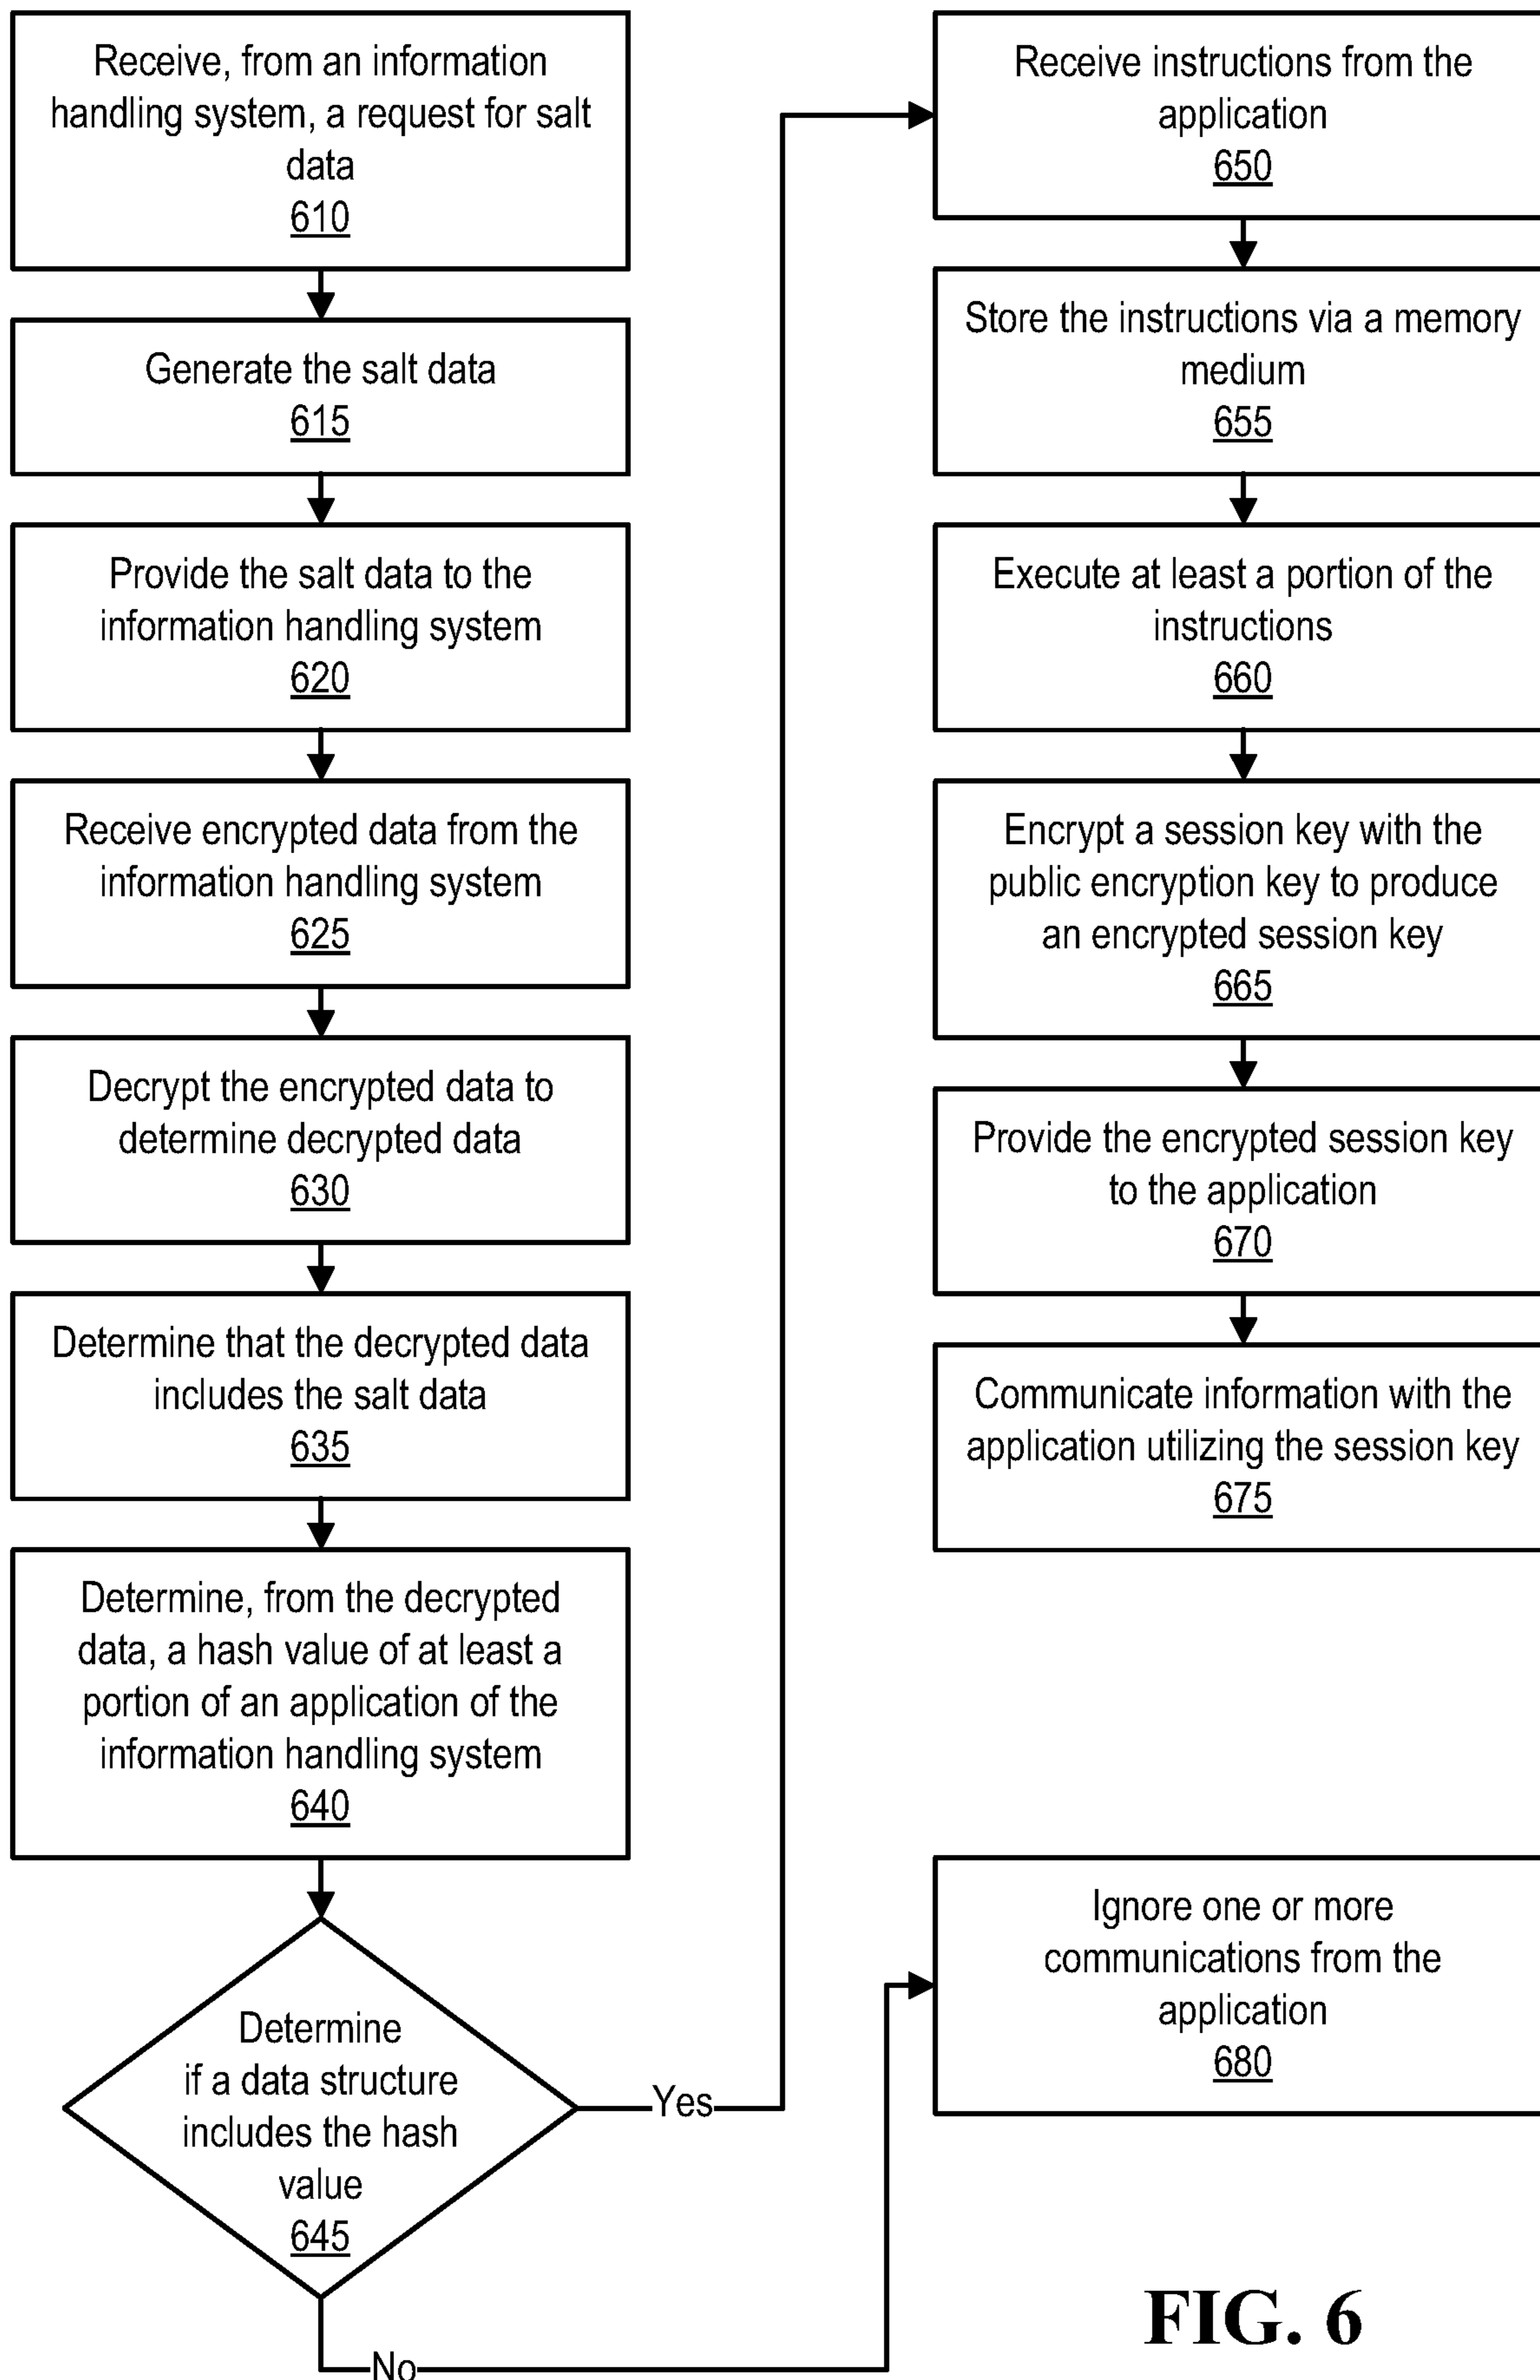 Receive, from an information
handling system, a request for salt
data
610
Generate the salt data
615
Provide the salt data to the
information handling system
620
Receive encrypted data from the
information handling system
625
Decrypt the encrypted data to
determine decrypted data
630
Determine that the decrypted data
includes the salt data
635
Determine, from the decrypted
data, a hash value of at least a
portion of an application of the
information handling system
640
Determine
if a data structure
includes the hash
value
645
Yes
No
Receive instructions from the
application
650
Store the instructions via a memory
medium
655
Execute at least a portion of the
instructions
660
Encrypt a session key with the
public encryption key to produce
an encrypted session key
665
Provide the encrypted session key
to the application
670
Communicate information with the
application utilizing the session key
675
Ignore one or more
communications from the
application
680
FIG. 6